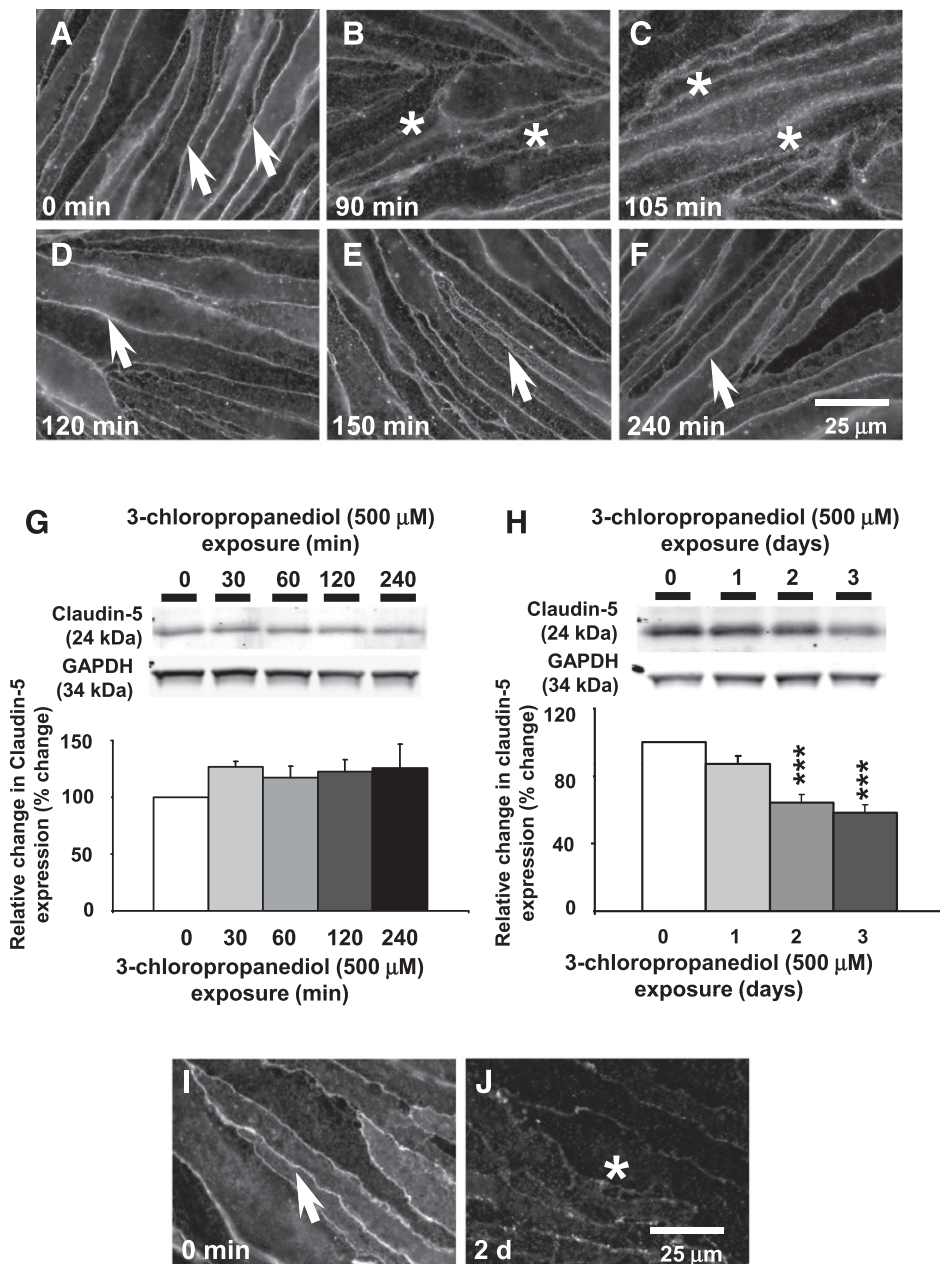 A
B
*
*
C
*
*
0 min
90 min
105 min
D
E
F
120 min
150 min
240 min
25 μm
G
3-chloropropanediol (500 μM)
exposure (min)
0 30 60 120 240
Claudin-5
(24 kDa)
GAPDH
(34 kDa)
Relative change in Claudin-5
expression (% change)
150
100
50
0
0 30 60 120 240
3-chloropropanediol (500 μM)
exposure (min)
H
3-chloropropanediol (500 μM)
exposure (days)
0 1 2 3
Claudin-5
(24 kDa)
GAPDH
(34 kDa)
Relative change in claudin-5
expression (% change)
120
80
40
0
***
***
0 1 2 3
3-chloropropanediol (500 μM)
exposure (days)
I
0 min
J
*
2 d
25 μm